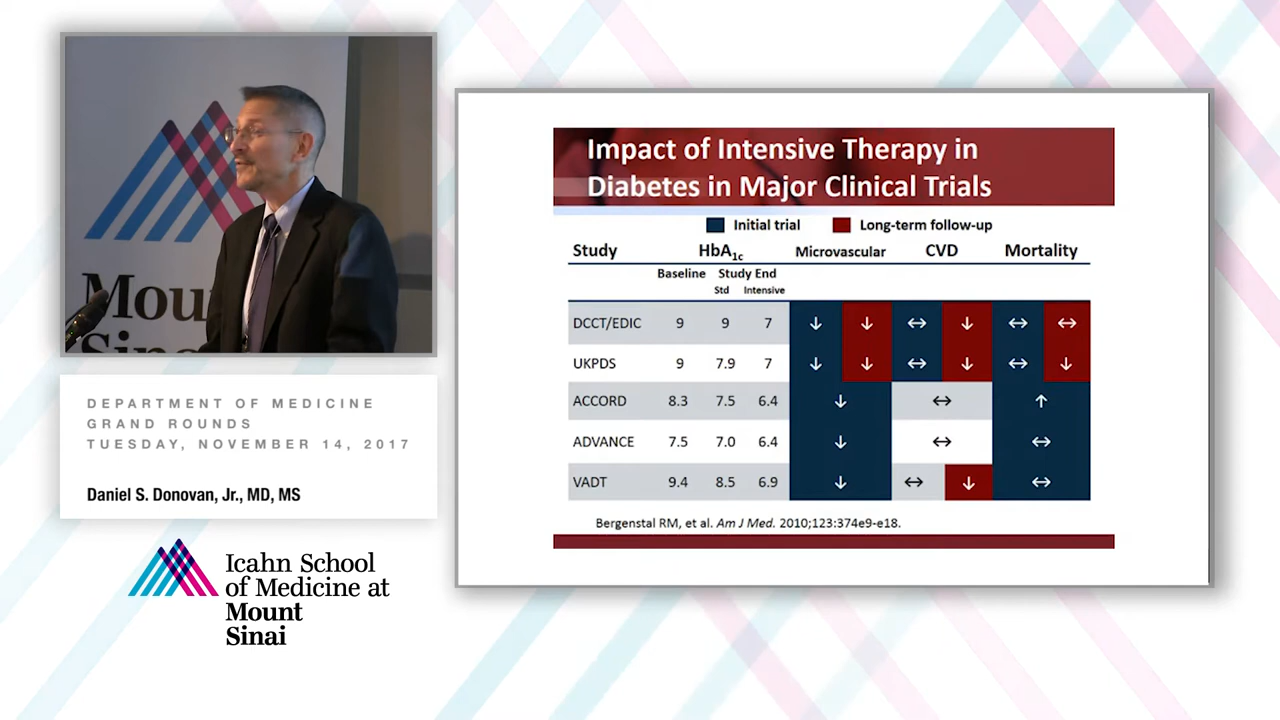 Mount
Sinai
DEPARTMENT OF MEDICINE
GRAND ROUNDS
TUESDAY, NOVEMBER 14, 2017
Daniel S. Donovan, Jr., MD, MS
Icahn School
of Medicine at
Mount
Sinai
Impact of Intensive Therapy in
Diabetes in Major Clinical Trials
Initial trial Long-term follow-up
Study HbA1c Microvascular CVD Mortality
Baseline Study End
Std Intensive
DCCT/EDIC 9 9 7 ↓ ↓ ↔ ↓ ↔ ↔
UKPDS 9 7.9 7 ↓ ↓ ↔ ↓ ↔ ↓
ACCORD 8.3 7.5 6.4 ↓ ↔ ↑
ADVANCE 7.5 7.0 6.4 ↓ ↔ ↔
VADT 9.4 8.5 6.9 ↓ ↔ ↓ ↔
Bergenstal RM, et al. Am J Med. 2010;123:374e9-e18.